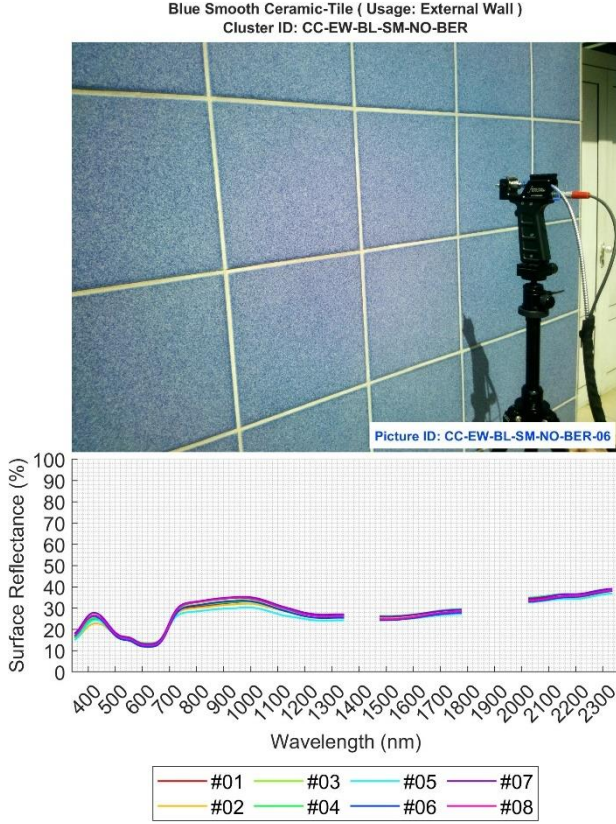 Blue Smooth Ceramic-Tile ( Usage: External Wall )
Cluster ID: CC-EW-BL-SM-NO-BER
Picture ID: CC-EW-BL-SM-NO-BER-06
Surface Reflectance (%)
100
90
80
70
60
50
40
30
20
10
0
400 500 600 700 800 900 1000 1100 1200 1300 1400 1500 1600 1700 1800 1900 2000 2100 2200 2300
Wavelength (nm)
#01 #03 #05 #07
#02 #04 #06 #08